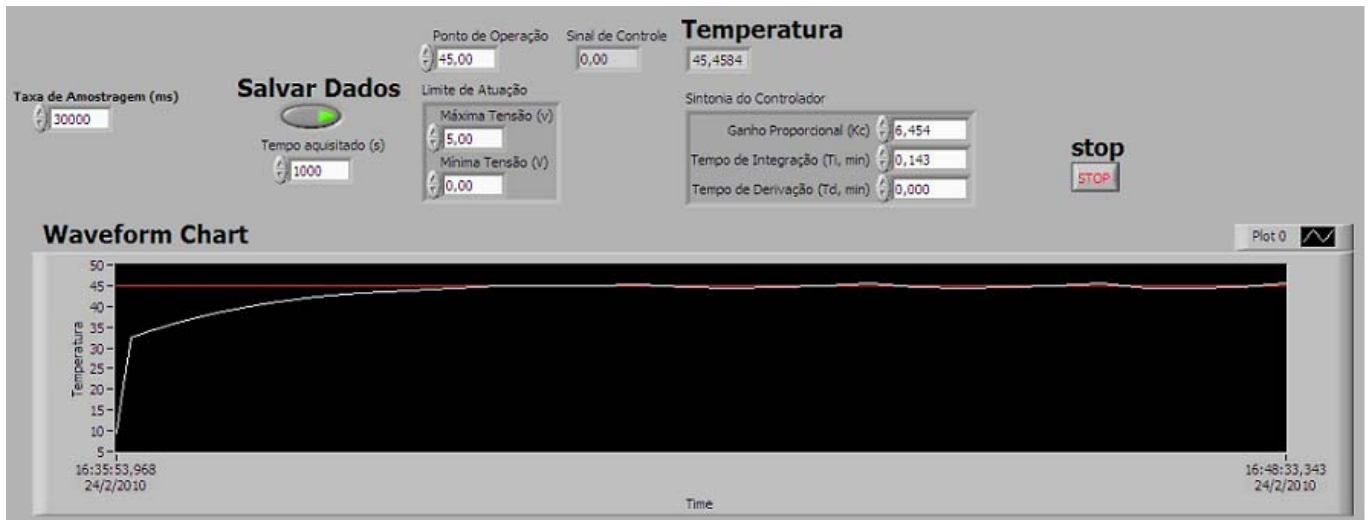 Taxa de Amostragem (ms)
30000
Salvar Dados
Tempo aquisitado (s)
1000
Ponto de Operação
45,00
Sinal de Controle
0,00
Limite de Atuação
Máxima Tensão (v)
5,00
Mínima Tensão (V)
0,00
Temperatura
45,4584
Sintonia do Controlador
Ganho Proporcional (Kc) 6,454
Tempo de Integração (Ti, min) 0,143
Tempo de Derivação (Td, min) 0,000
stop
STOP
Waveform Chart
Plot 0
Temperatura
50
45
40
35
30
25
20
15
10
5
16:35:53,968
24/2/2010
16:48:33,343
24/2/2010
Time